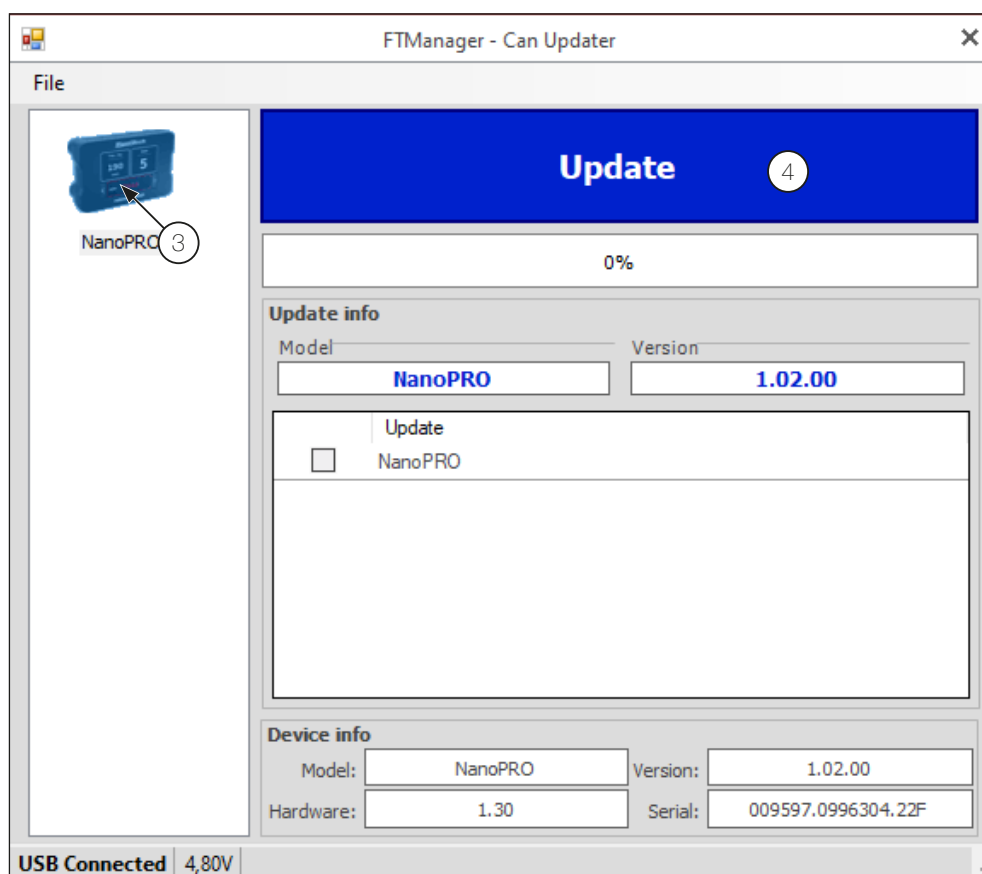 FTManager - Can Updater
File
Update
4
NanoPRO
3
0%
Update info
Model
Version
NanoPRO
1.02.00
Update
NanoPRO
Device info
Model: NanoPRO Version: 1.02.00
Hardware: 1.30 Serial: 009597.0996304.22F
USB Connected 4,80V